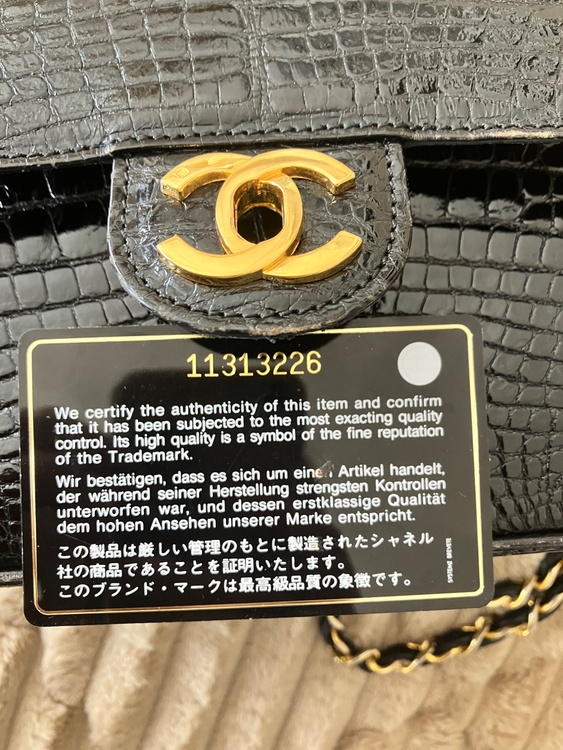 11313226
We certify the authenticity of this item and confirm
that it has been subjected to the most exacting quality
control. Its high quality is a symbol of the fine reputation
of the Trademark.
Wir bestätigen, dass es sich um einen Artikel handelt,
der während seiner Herstellung strengsten Kontrollen
unterworfen war, und dessen erstklassige Qualität
dem hohen Ansehen unserer Marke entspricht.
この製品は厳しい管理のもとに製造されたシャネル
社の商品であることを証明いたします。
このブランド・マークは最高級品質の象徴です。
SYSTEME BREVETE